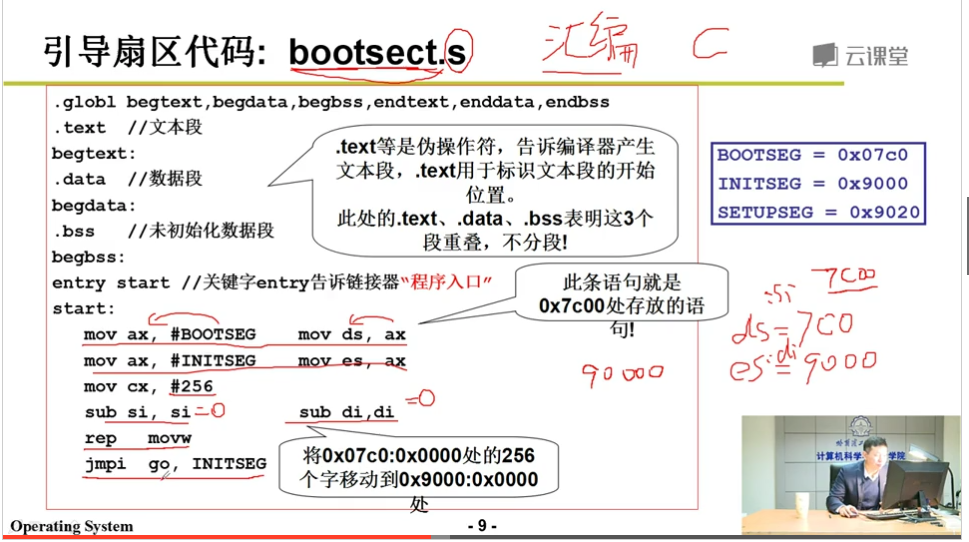 引导扇区代码: bootsect.s
汇编 C
云课堂
.globl begtext,begdata,begbss,endtext,enddata,endbss
.text //文本段
begtext:
.data //数据段
begdata:
.bss //未初始化数据段
begbss:
entry start //关键字entry告诉链接器“程序入口”
start:
mov ax, #BOOTSEG mov ds, ax
mov ax, #INITSEG mov es, ax
mov cx, #256
sub si, si=0 sub di,di=0
rep movw
jmpi go, INITSEG
.text等是伪操作符，告诉编译器产生
文本段，.text用于标识文本段的开始
位置。
此处的.text、.data、.bss表明这3个
段重叠，不分段!
此条语句就是
0x7c00处存放的语
句!
将0x07c0:0x0000处的256
个字移动到0x9000:0x0000
处
BOOTSEG = 0x07c0
INITSEG = 0x9000
SETUPSEG = 0x9020
7C00
:si
ds=7C0
:di
es=9000
90000
计算机科学 学院
Operating System
- 9 -